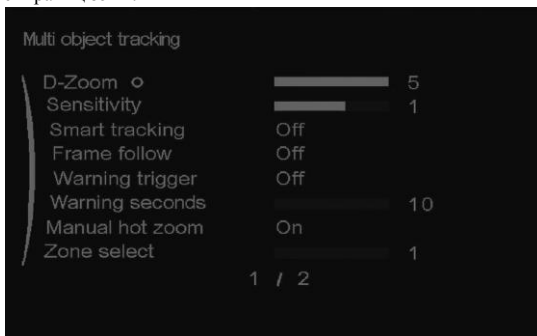 Multi object tracking
D-Zoom 5
Sensitivity 1
Smart tracking Off
Frame follow Off
Warning trigger Off
Warning seconds 10
Manual hot zoom On
Zone select 1
1 / 2